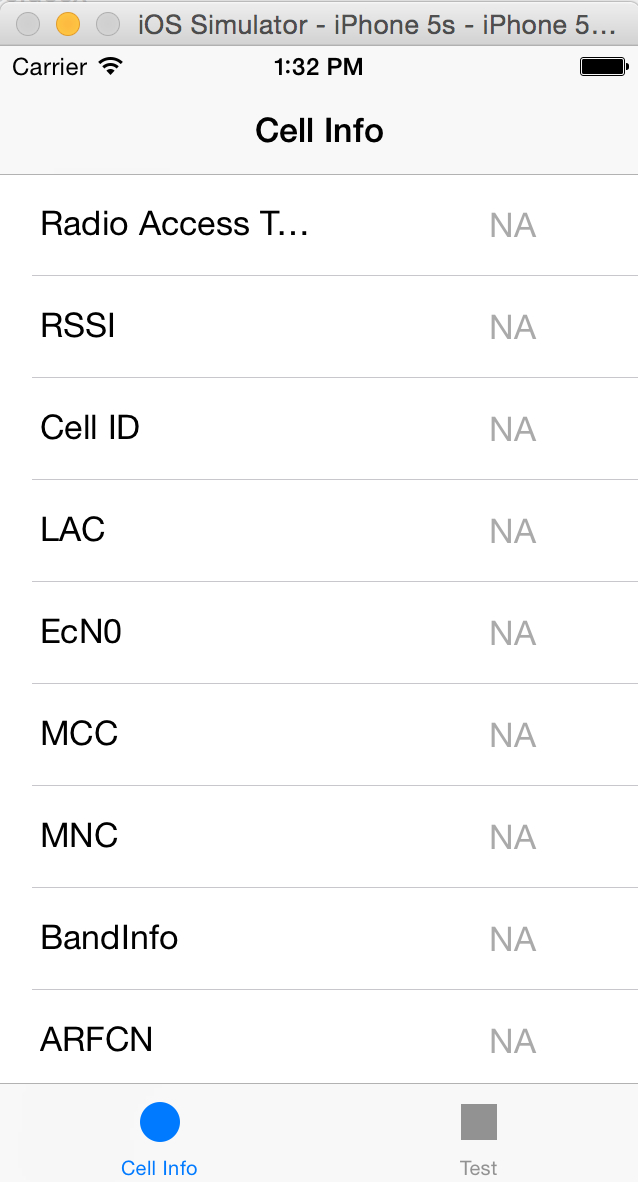 iOS Simulator - iPhone 5s - iPhone 5...
Carrier 1:32 PM
Cell Info
Radio Access T... NA
RSSI NA
Cell ID NA
LAC NA
EcN0 NA
MCC NA
MNC NA
BandInfo NA
ARFCN NA
Cell Info Test